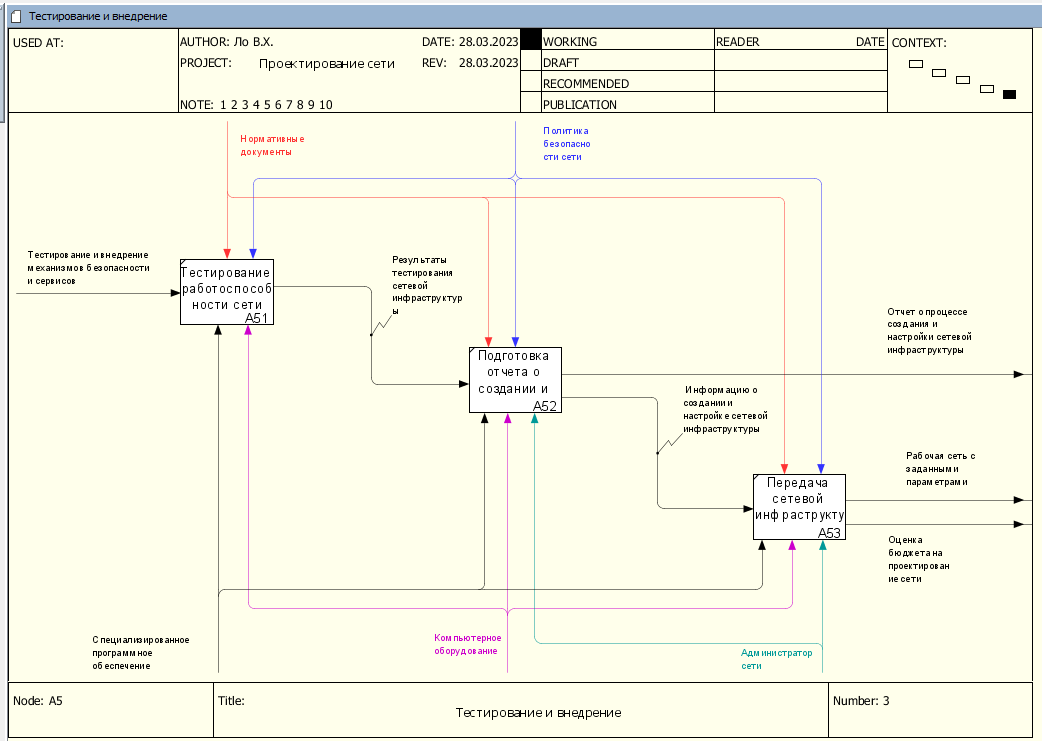 Тестирование и внедрение
USED AT:
AUTHOR: Ло В.Х.
DATE: 28.03.2023
WORKING
READER
DATE
CONTEXT:
PROJECT:
Проектирование сети
REV:
28.03.2023
DRAFT
RECOMMENDED
NOTE: 1 2 3 4 5 6 7 8 9 10
PUBLICATION
Нормативные
документы
Политика
безопасно
сти сети
Тестирование и внедрение
механизмов безопасности
и сервисов
Тестирование
работоспособ
ности сети
A51
Результаты
тестирования
сетевой
инфраструктур
ы
Подготовка
отчета о
создании и
A52
Отчет о процессе
создания и
настройки сетевой
инфраструктуры
Информацию о
создании и
настройке сетевой
инфраструктуры
Передача
сетевой
инфраструкту
A53
Рабочая сеть с
заданными
параметрами
Оценка
бюджета на
проектирован
ие сети
Специализированное
программное
обеспечение
Компьютерное
оборудование
Администратор
сети
Node: A5
Title:
Тестирование и внедрение
Number: 3